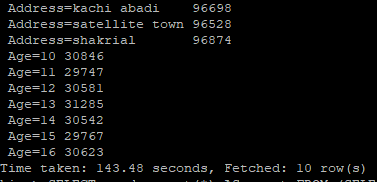 Address=kachi abadi    96698
Address=satellite town 96528
Address=shakrial       96874
Age=10 30846
Age=11 29747
Age=12 30581
Age=13 31285
Age=14 30542
Age=15 29767
Age=16 30623
Time taken: 143.48 seconds, Fetched: 10 row(s)